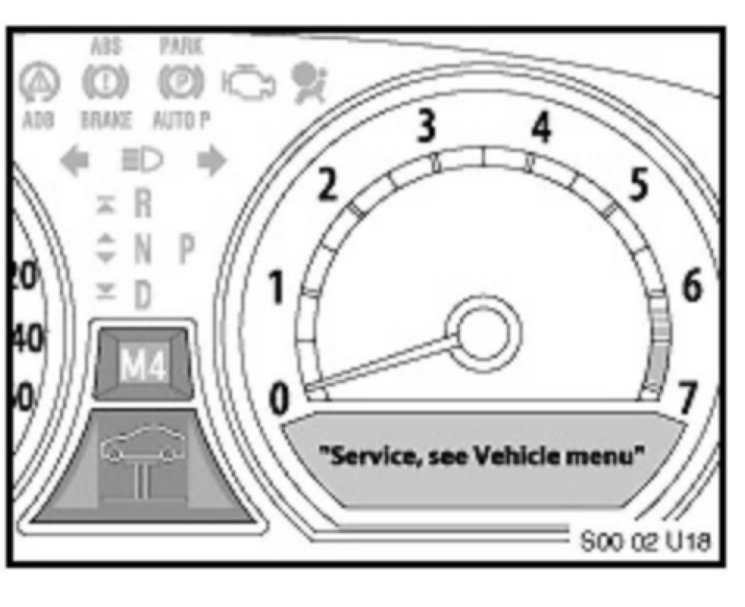 ABS PARK
ADB BRAKE AUTO P
R
N P
D
M4
20
40
60
0 1 2 3 4 5 6 7
"Service, see Vehicle menu"
S00 02 U18